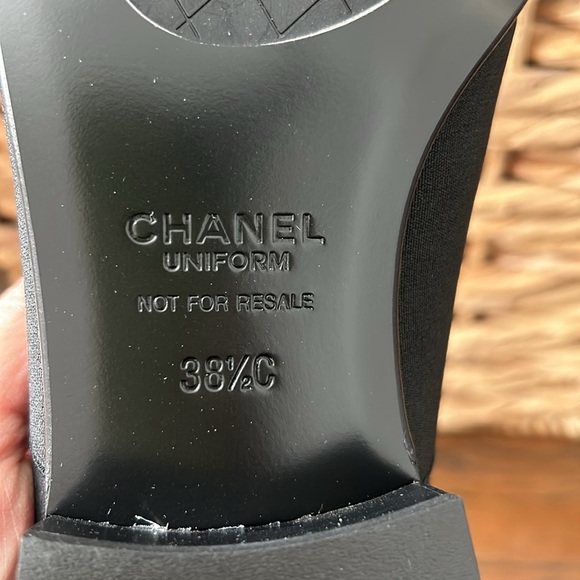 CHANEL
UNIFORM
NOT FOR RESALE
38½C